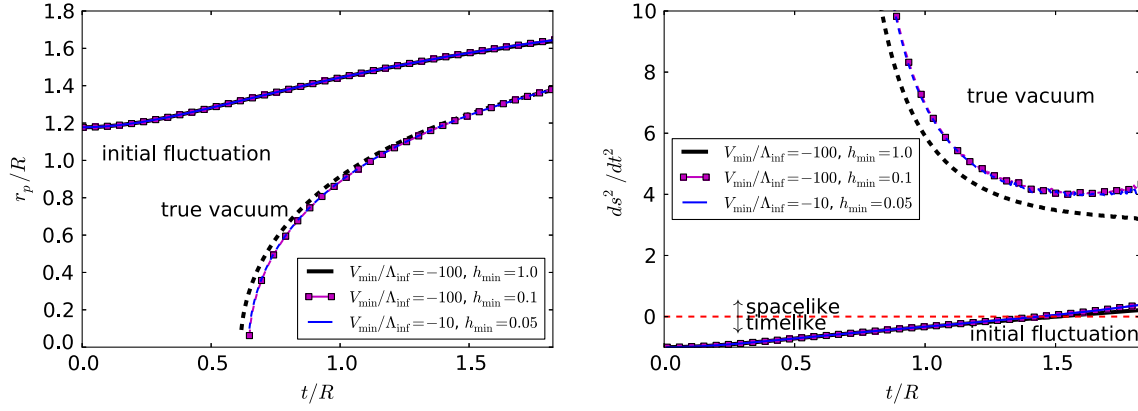 1.8
1.6
1.4
1.2
1.0
0.8
0.6
0.4
0.2
0.0
r_p/R
initial fluctuation
true vacuum
V_min/Λ_inf=−100, h_min=1.0
V_min/Λ_inf=−100, h_min=0.1
V_min/Λ_inf=−10, h_min=0.05
0.0 0.5 1.0 1.5
t/R
10
8
6
4
2
0
ds²/dt²
true vacuum
V_min/Λ_inf=−100, h_min=1.0
V_min/Λ_inf=−100, h_min=0.1
V_min/Λ_inf=−10, h_min=0.05
spacelike
timelike
initial fluctuation
0.0 0.5 1.0 1.5
t/R